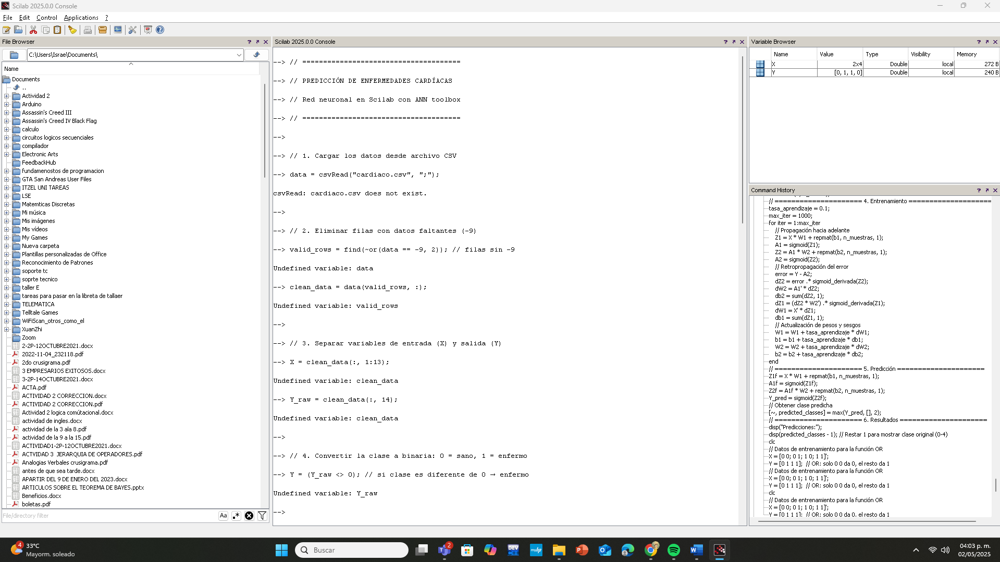 Scilab 2025.0.0 Console
File Edit Control Applications ?
File Browser
C:\Users\Israe\Documents\
Name
Documents
..
Actividad 2
Arduino
Assassin's Creed III
Assassin's Creed IV Black Flag
calculo
circuitos logicos secuenciales
compilador
Electronic Arts
FeedbackHub
fundamenostos de programacion
GTA San Andreas User Files
ITZEL UNI TAREAS
LSE
Matemticas Discretas
Mi música
Mis imágenes
Mis vídeos
My Games
Nueva carpeta
Plantillas personalizadas de Office
Reconocimiento de Patrones
soporte tc
soprte tecnico
taller E
tareas para pasar en la libreta de tallaer
TELEMATICA
Telltale Games
WiFiScan_otros_como_el
XuanZhi
Zoom
2-2P-12OCTUBRE2021.docx
2022-11-04_232118.pdf
2do crusigrama.pdf
3 EMPRESARIOS EXITOSOS.docx
3-2P-14OCTUBRE2021.docx
ACTA.pdf
ACTIVIDAD 2 CORRECCION.docx
ACTIVIDAD 2 CORRECCION.pdf
Actividad 2 logica comútacional.docx
actividad de ingles.docx
actividad de la 3 ala 8.pdf
actividad de la 9 a la 15.pdf
ACTIVIDAD1-2P-12OCTUBRE2021.docx
ACTVIDAD 3  JERARQUIA DE OPERADORES.pdf
Analogias Verbales crusigrama.pdf
antes de que sea tarde.docx
APARTIR DEL 9 DE ENERO DEL 2023.docx
ARTICULOS SOBRE EL TEOREMA DE BAYES.pptx
Beneficios.docx
boletas.pdf
File/directory filter
Aa .*
Scilab 2025.0.0 Console
--> // ======================================
--> // PREDICCIÓN DE ENFERMEDADES CARDÍACAS
--> // Red neuronal en Scilab con ANN toolbox
--> // ======================================
-->
--> // 1. Cargar los datos desde archivo CSV
--> data = csvRead("cardiaco.csv", ";");
csvRead: cardiaco.csv does not exist.
-->
--> // 2. Eliminar filas con datos faltantes (-9)
--> valid_rows = find(~or(data == -9, 2)); // filas sin -9
Undefined variable: data
--> clean_data = data(valid_rows, :);
Undefined variable: valid_rows
-->
--> // 3. Separar variables de entrada (X) y salida (Y)
--> X = clean_data(:, 1:13);
Undefined variable: clean_data
--> Y_raw = clean_data(:, 14);
Undefined variable: clean_data
-->
--> // 4. Convertir la clase a binaria: 0 = sano, 1 = enfermo
--> Y = (Y_raw <> 0); // si clase es diferente de 0 → enfermo
Undefined variable: Y_raw
-->
Variable Browser
Name Value Type Visibility Memory
X 2x4 Double local 272 B
Y [0, 1, 1, 0] Double local 240 B
Command History
// ===================== 4. Entrenamiento ====================
tasa_aprendizaje = 0.1;
max_iter = 1000;
for iter = 1:max_iter
// Propagación hacia adelante
Z1 = X * W1 + repmat(b1, n_muestras, 1);
A1 = sigmoid(Z1);
Z2 = A1 * W2 + repmat(b2, n_muestras, 1);
A2 = sigmoid(Z2);
// Retropropagación del error
error = Y - A2;
dZ2 = error .* sigmoid_derivada(Z2);
dW2 = A1' * dZ2;
db2 = sum(dZ2, 1);
dZ1 = (dZ2 * W2') .* sigmoid_derivada(Z1);
dW1 = X' * dZ1;
db1 = sum(dZ1, 1);
// Actualización de pesos y sesgos
W1 = W1 + tasa_aprendizaje * dW1;
b1 = b1 + tasa_aprendizaje * db1;
W2 = W2 + tasa_aprendizaje * dW2;
b2 = b2 + tasa_aprendizaje * db2;
end
// ===================== 5. Predicción =====================
Z1f = X * W1 + repmat(b1, n_muestras, 1);
A1f = sigmoid(Z1f);
Z2f = A1f * W2 + repmat(b2, n_muestras, 1);
Y_pred = sigmoid(Z2f);
// Obtener clase predicha
[~, predicted_classes] = max(Y_pred, [], 2);
// ===================== 6. Resultados =====================
disp("Predicciones:");
disp(predicted_classes - 1); // Restar 1 para mostrar clase original (0-4)
clc
// Datos de entrenamiento para la función OR
X = [0 0; 0 1; 1 0; 1 1]';
Y = [0 1 1 1];  // OR: solo 0 0 da 0, el resto da 1
// Datos de entrenamiento para la función OR
X = [0 0; 0 1; 1 0; 1 1]';
Y = [0 1 1 1];  // OR: solo 0 0 da 0, el resto da 1
clc
// Datos de entrenamiento para la función OR
X = [0 0; 0 1; 1 0; 1 1]';
Y = [0 1 1 1];  // OR: solo 0 0 da 0, el resto da 1
4
33°C
Mayorm. soleado
Buscar
2
DEV
myhp
04:03 p. m.
02/05/2025